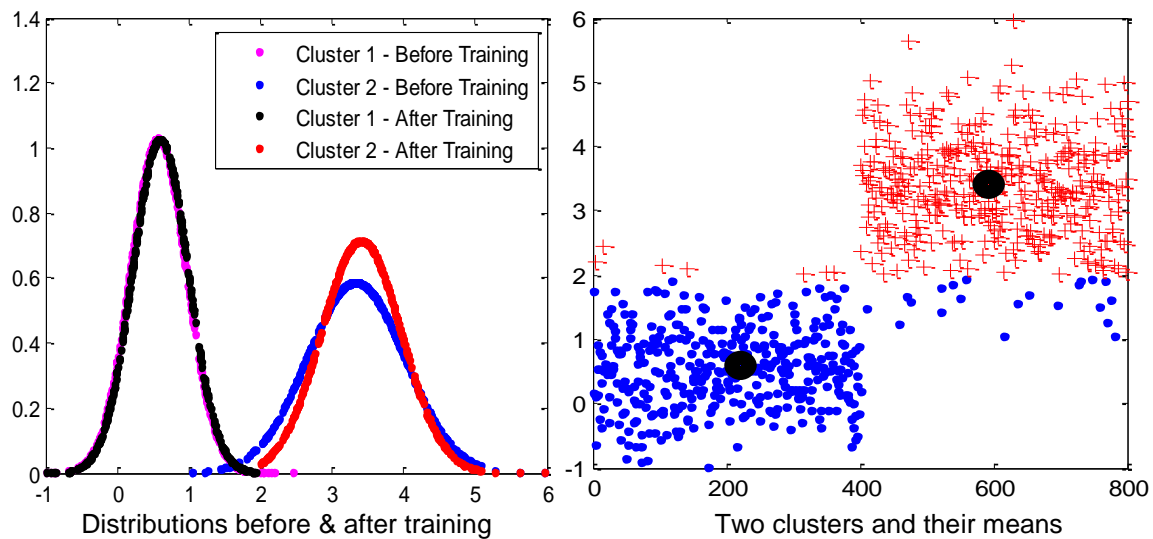 1.4
1.2
1
0.8
0.6
0.4
0.2
0
-1 0 1 2 3 4 5 6
Cluster 1 - Before Training
Cluster 2 - Before Training
Cluster 1 - After Training
Cluster 2 - After Training
Distributions before & after training
6
5
4
3
2
1
0
-1
0 200 400 600 800
Two clusters and their means